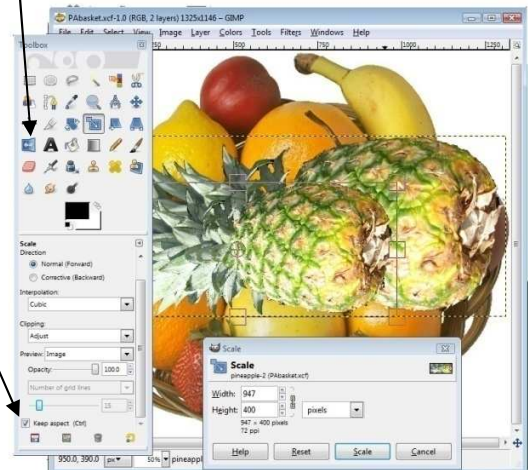 PAbasket.xcf-1.0 (RGB, 2 layers) 1325x1146 – GIMP
File Edit Select View Image Layer Colors Tools Filters Windows Help
Toolbox
250 500 750 1000 1250
Scale
Direction
Normal (Forward)
Corrective (Backward)
Interpolation:
Cubic
Clipping:
Adjust
Preview: Image
Opacity: 100.0
Number of grid lines
15
Keep aspect (Ctrl)
Scale
Scale
pineapple-2 (PAbasket.xcf)
Width: 947
Height: 400 pixels
947 × 400 pixels
72 ppi
Help Reset Scale Cancel
950.0, 390.0 px 50% pineappl